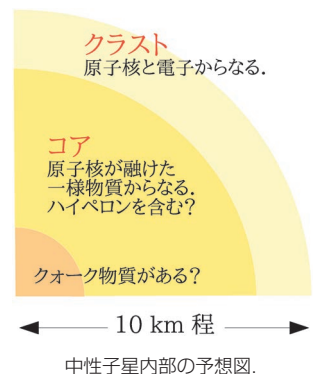 クラスト
原子核と電子からなる.
コア
原子核が融けた
一様物質からなる.
ハイペロンを含む?
クォーク物質がある?
10 km 程
中性子星内部の予想図.